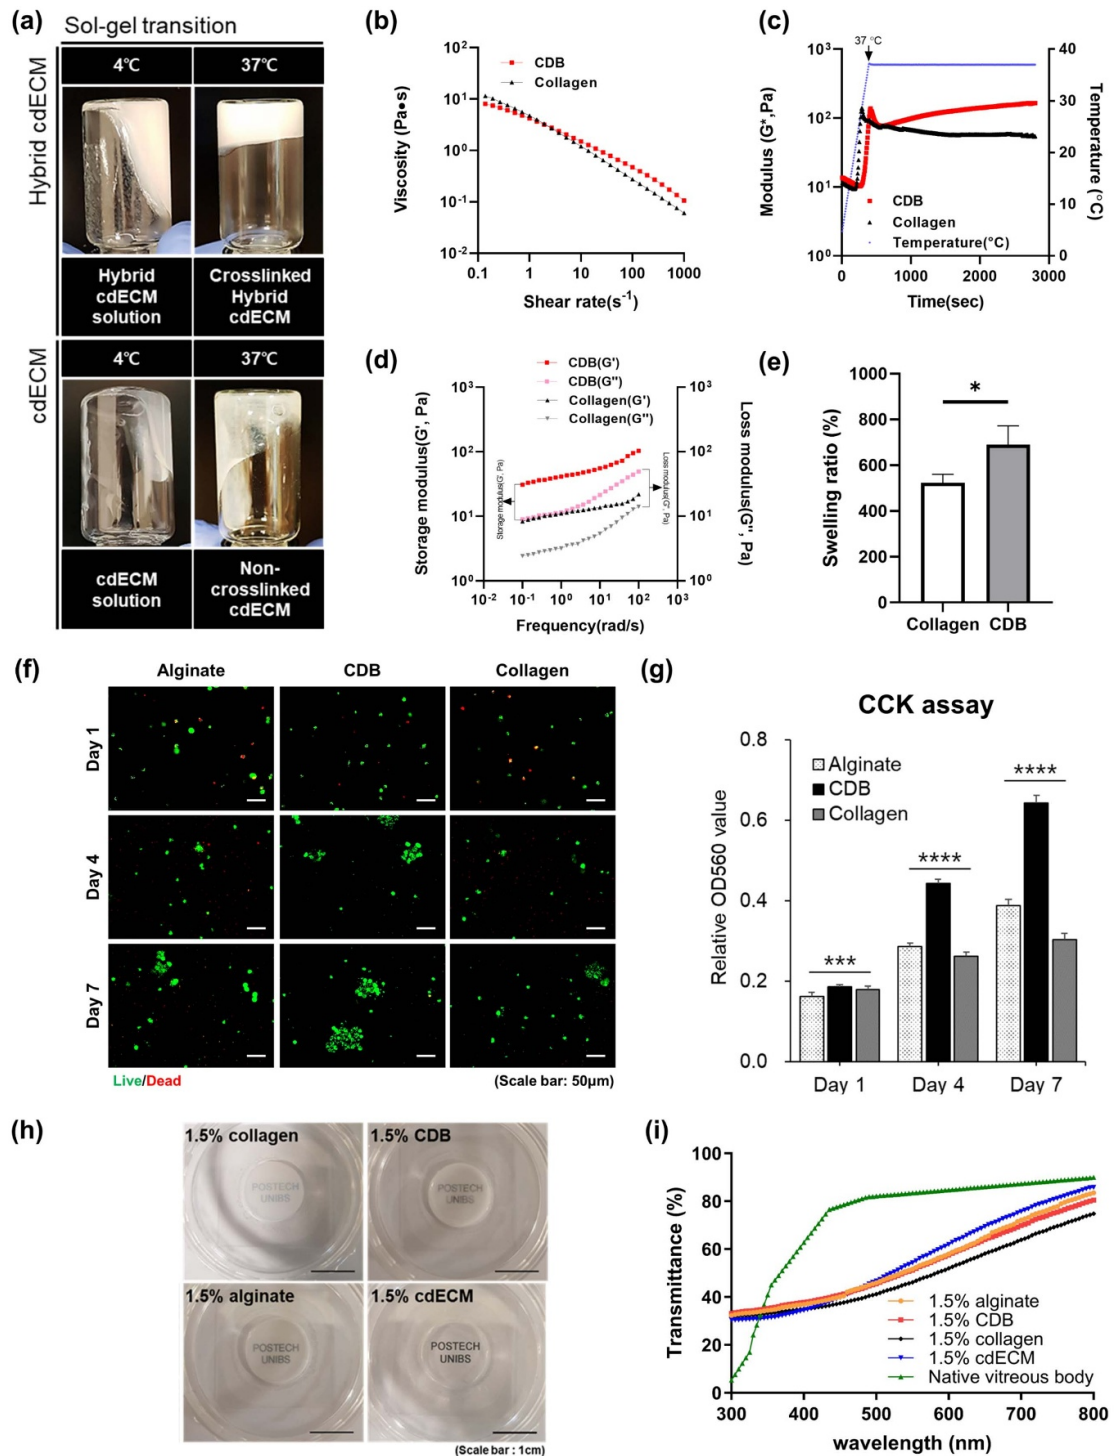 (a)
Sol-gel transition
Hybrid cdECM
4℃
37℃
Hybrid
cdECM
solution
Crosslinked
Hybrid
cdECM
cdECM
4℃
37℃
cdECM
solution
Non-
crosslinked
cdECM
(b)
Viscosity (Pa•s)
10²
10¹
10⁰
10⁻¹
10⁻²
CDB
Collagen
0.1
1
10
100
1000
Shear rate(s⁻¹)
(c)
37 °C
Modulus (G*,Pa)
10³
10²
10¹
10⁰
CDB
Collagen
Temperature(°C)
0
1000
2000
3000
Time(sec)
40
30
20
10
0
Temperature (°C)
(d)
CDB(G')
CDB(G'')
Collagen(G')
Collagen(G'')
Storage modulus(G', Pa)
10³
10²
10¹
10⁰
Storage modulus(G', Pa)
10⁻²
10⁻¹
10⁰
10¹
10²
10³
Frequency(rad/s)
10³
10²
10¹
10⁰
Loss modulus(G'', Pa)
(e)
Swelling ratio (%)
1000
800
600
400
200
0
*
Collagen
CDB
(f)
Alginate
CDB
Collagen
Day 1
Day 4
Day 7
Live/Dead
(Scale bar: 50μm)
(g)
CCK assay
Relative OD560 value
0.8
0.6
0.4
0.2
0.0
Alginate
CDB
Collagen
***
****
****
Day 1
Day 4
Day 7
(h)
1.5% collagen
POSTECH
UNIBS
1.5% CDB
POSTECH
UNIBS
1.5% alginate
POSTECH
UNIBS
1.5% cdECM
POSTECH
UNIBS
(Scale bar : 1cm)
(i)
Transmittance (%)
100
80
60
40
20
0
1.5% alginate
1.5% CDB
1.5% collagen
1.5% cdECM
Native vitreous body
300
400
500
600
700
800
wavelength (nm)